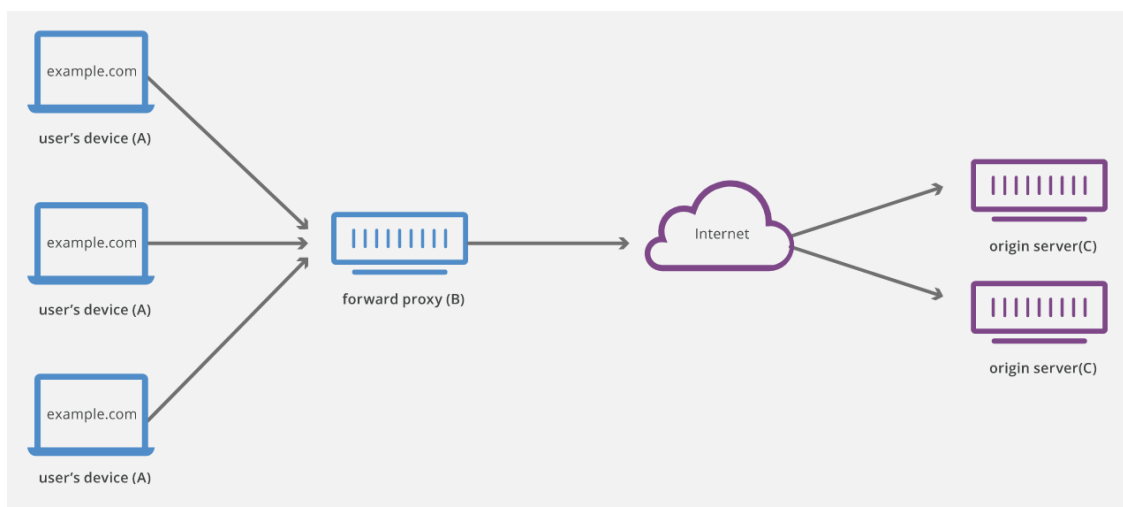 example.com
user's device (A)
example.com
user's device (A)
example.com
user's device (A)
forward proxy (B)
Internet
origin server(C)
origin server(C)